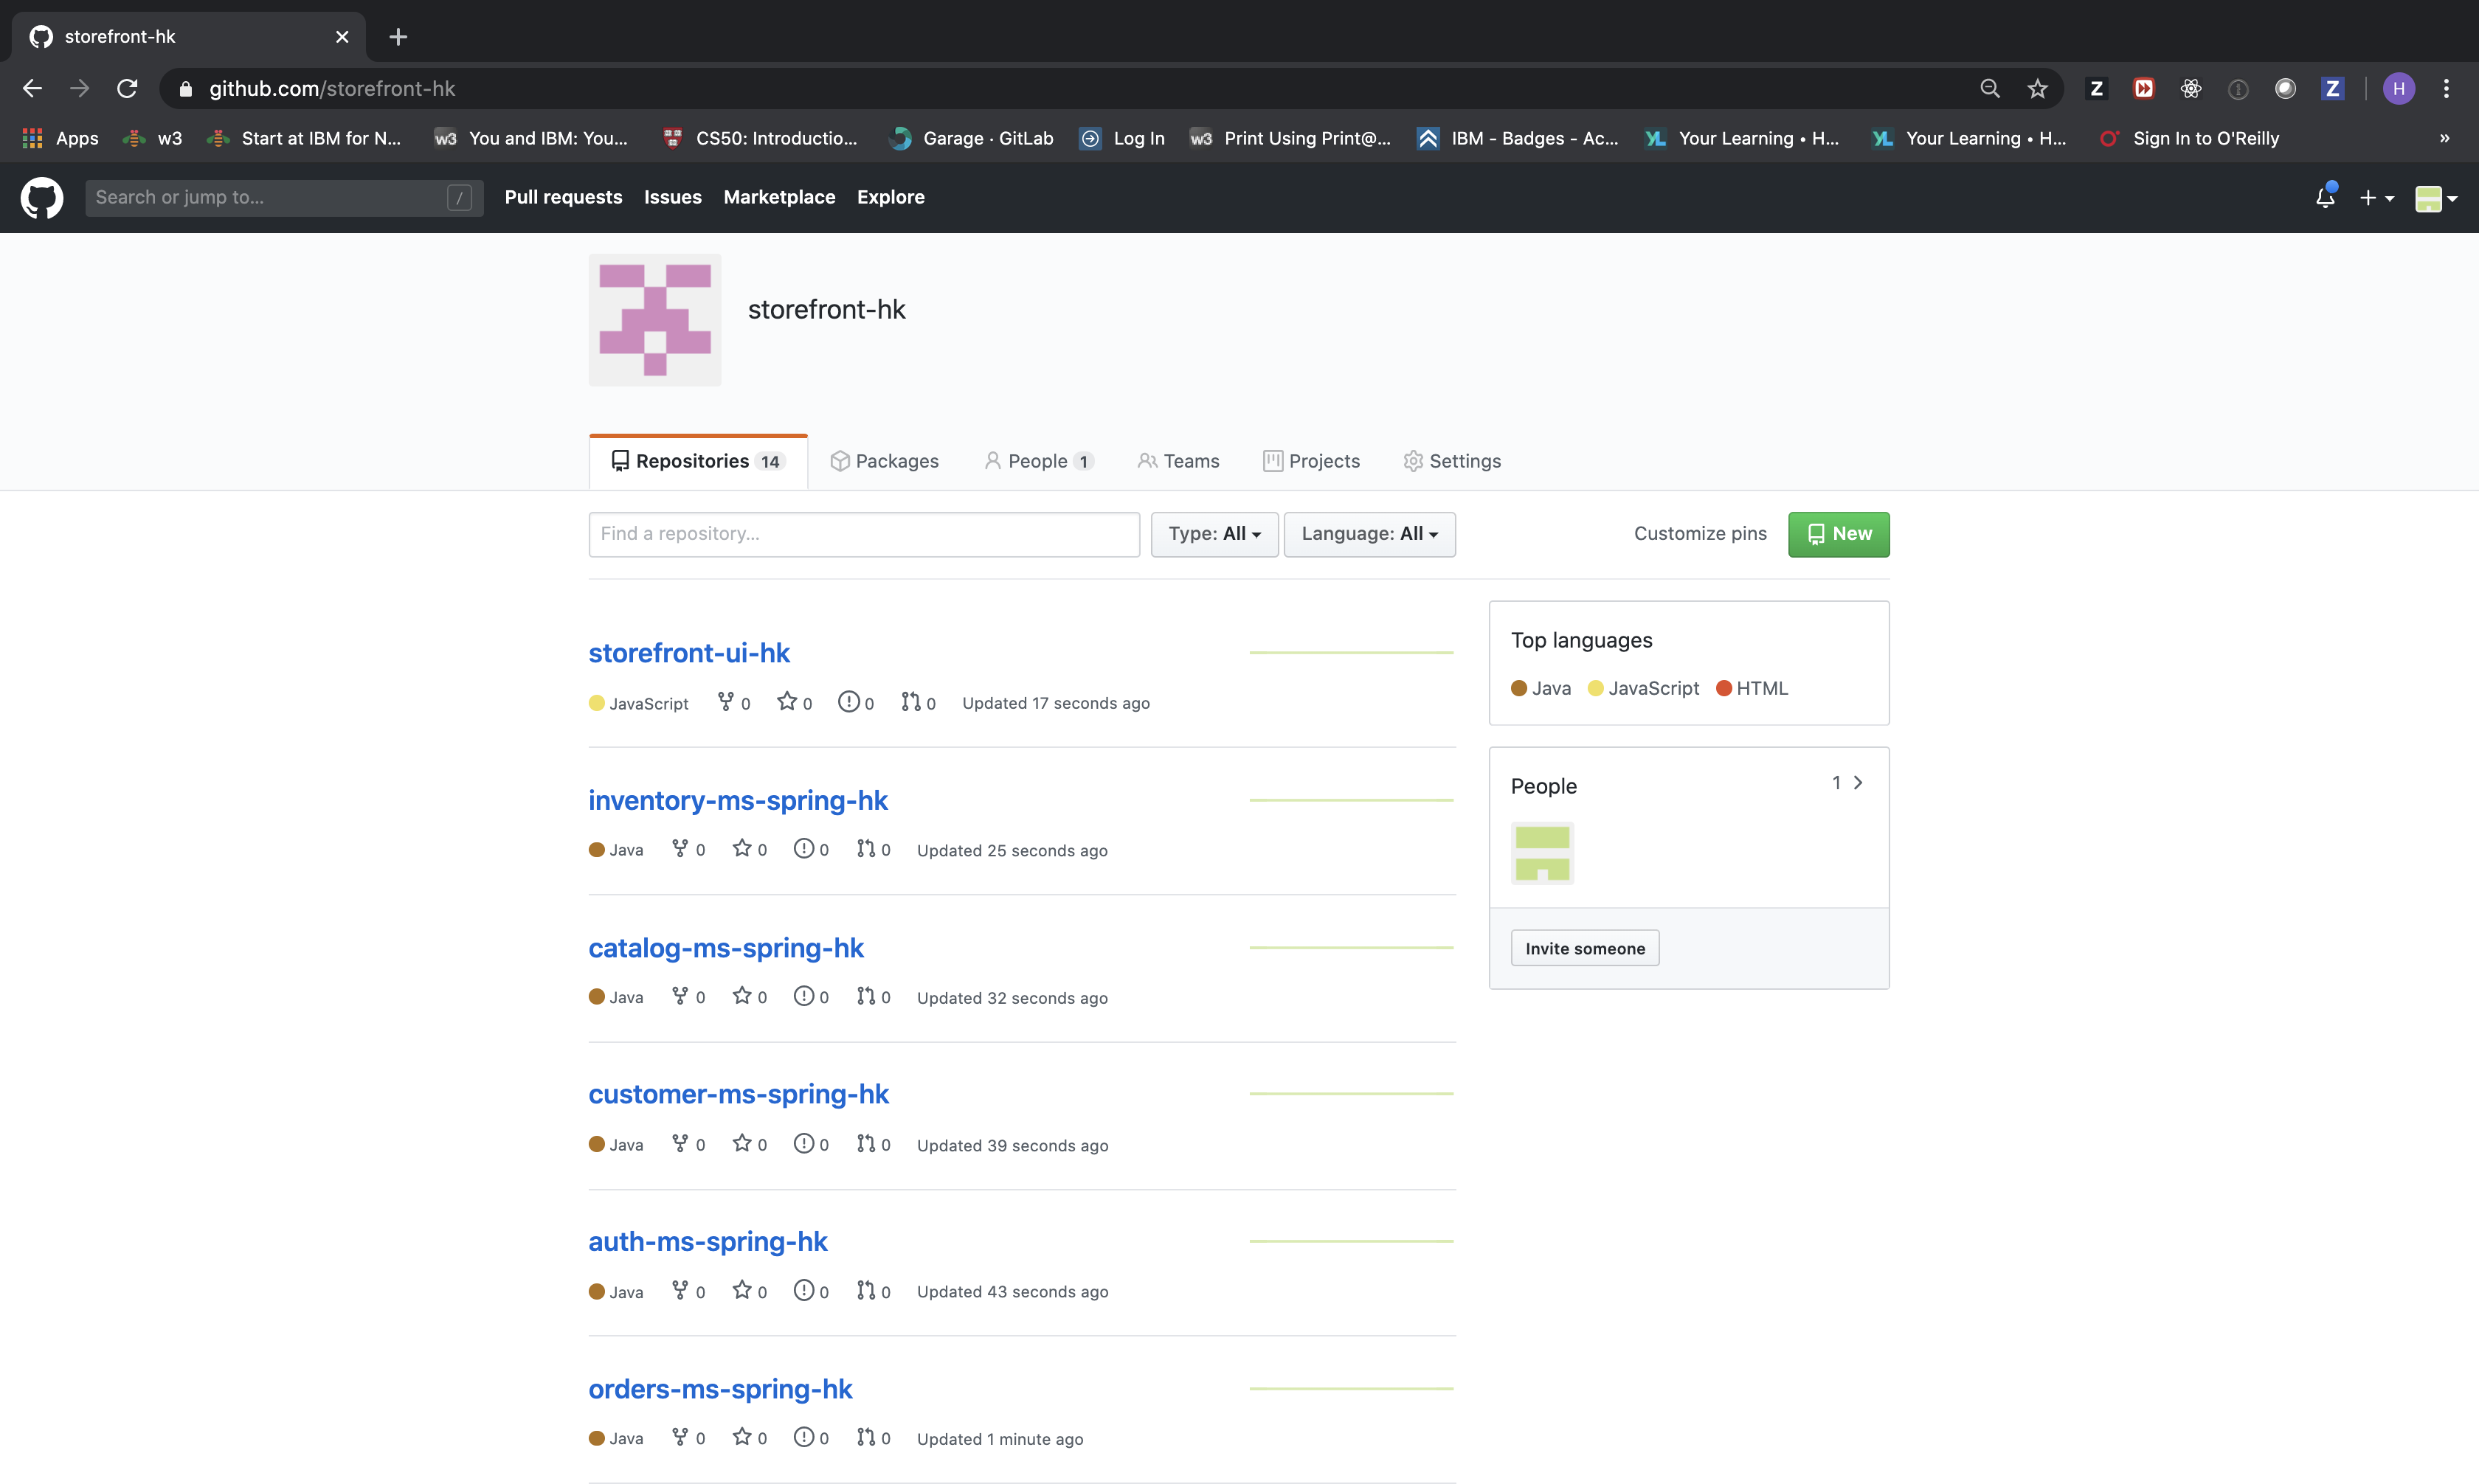 storefront-hk
github.com/storefront-hk
Apps w3 Start at IBM for N... w3 You and IBM: You... CS50: Introductio... Garage · GitLab Log In w3 Print Using Print@... IBM - Badges - Ac... YL Your Learning • H... YL Your Learning • H... Sign In to O'Reilly »
Search or jump to... / Pull requests Issues Marketplace Explore
storefront-hk
Repositories 14 Packages People 1 Teams Projects Settings
Find a repository... Type: All Language: All Customize pins New
storefront-ui-hk
JavaScript 0 0 0 0 Updated 17 seconds ago
inventory-ms-spring-hk
Java 0 0 0 0 Updated 25 seconds ago
catalog-ms-spring-hk
Java 0 0 0 0 Updated 32 seconds ago
customer-ms-spring-hk
Java 0 0 0 0 Updated 39 seconds ago
auth-ms-spring-hk
Java 0 0 0 0 Updated 43 seconds ago
orders-ms-spring-hk
Java 0 0 0 0 Updated 1 minute ago
Top languages
Java JavaScript HTML
People 1
Invite someone
Z Z H